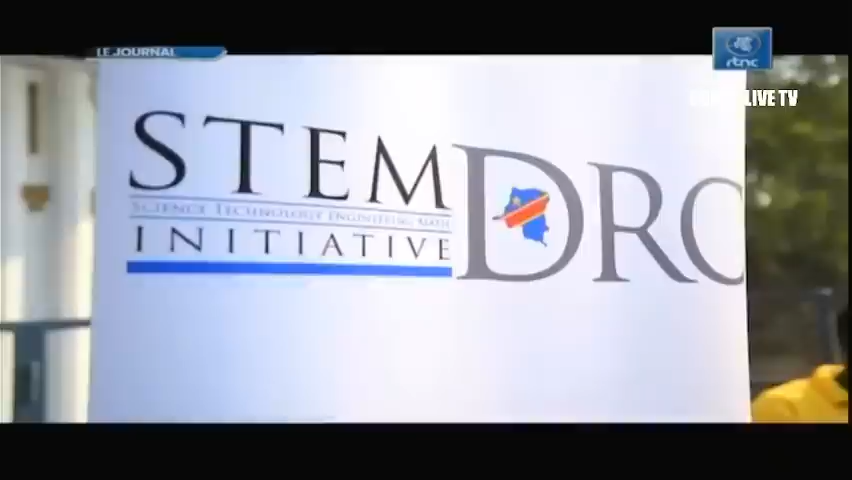 LE JOURNAL
rtnc
LIVE TV
STEM
SCIENCE TECHNOLOGY ENGINEERING MATH
INITIATIVE
DRC